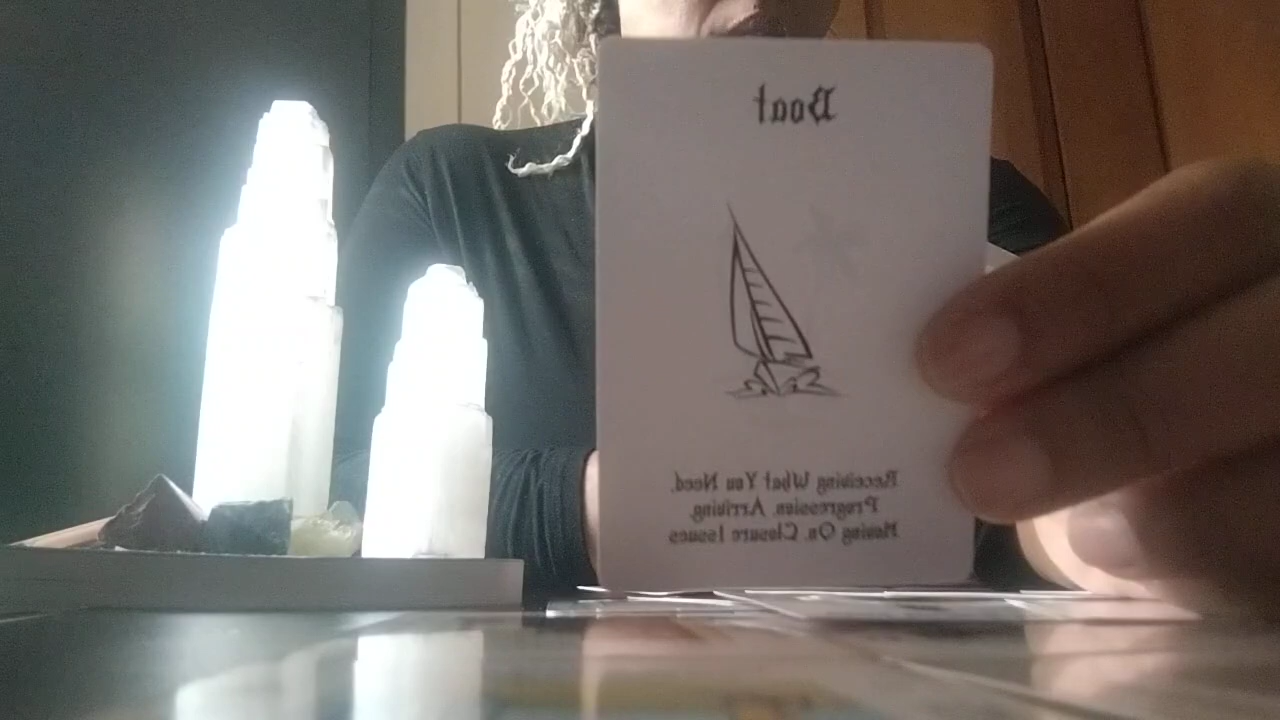 Boat
Receiving What You Need.
Progression. Arriving.
Moving On. Closure Issues